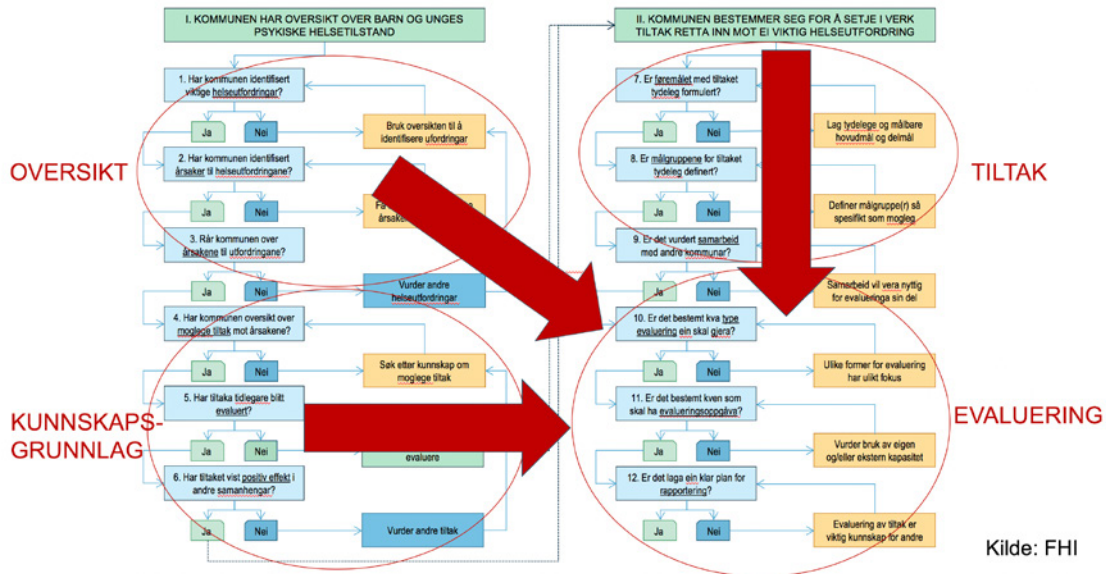 I. KOMMUNEN HAR OVERSIKT OVER BARN OG UNGES
PSYKISKE HELSETILSTAND
1. Har kommunen identifisert
viktige helseutfordringar?
Ja
Nei
Bruk oversikten til å
identifisere ufordringar
2. Har kommunen identifisert
årsaker til helseutfordringane?
Ja
Nei
årsake
3. Rår kommunen over
årsakene til utfordringane?
Ja
Nei
Vurder andre
helseutfordringar
OVERSIKT
4. Har kommunen oversikt over
moglege tiltak mot årsakene?
Ja
Nei
Søk etter kunnskap om
moglege tiltak
5. Har tiltaka tidlegare blitt
evaluert?
Ja
Nei
evaluere
6. Har tiltaket vist positiv effekt i
andre samanhengar?
Ja
Nei
Vurder andre tiltak
KUNNSKAPS-
GRUNNLAG
II. KOMMUNEN BESTEMMER SEG FOR Å SETJE I VERK
TILTAK RETTA INN MOT EI VIKTIG HELSEUTFORDRING
7. Er føremålet med tiltaket
tydeleg formulert?
Ja
Nei
Lag tydelege og målbare
hovudmål og delmål
8. Er målgruppene for tiltaket
tydeleg definert?
Ja
Nei
Definer målgruppe(r) så
spesifikt som mogleg
9. Er det vurdert samarbeid
med andre kommunar?
Ja
Nei
Samarbeid vil vera nyttig
for evalueringa sin del
TILTAK
10. Er det bestemt kva type
evaluering ein skal gjera?
Ja
Nei
Ulike former for evaluering
har ulikt fokus
11. Er det bestemt kven som
skal ha evalueringsoppgåva?
Ja
Nei
Vurder bruk av eigen
og/eller ekstern kapasitet
12. Er det laga ein klar plan for
rapportering?
Ja
Nei
Evaluering av tiltak er
viktig kunnskap for andre
EVALUERING
Kilde: FHI